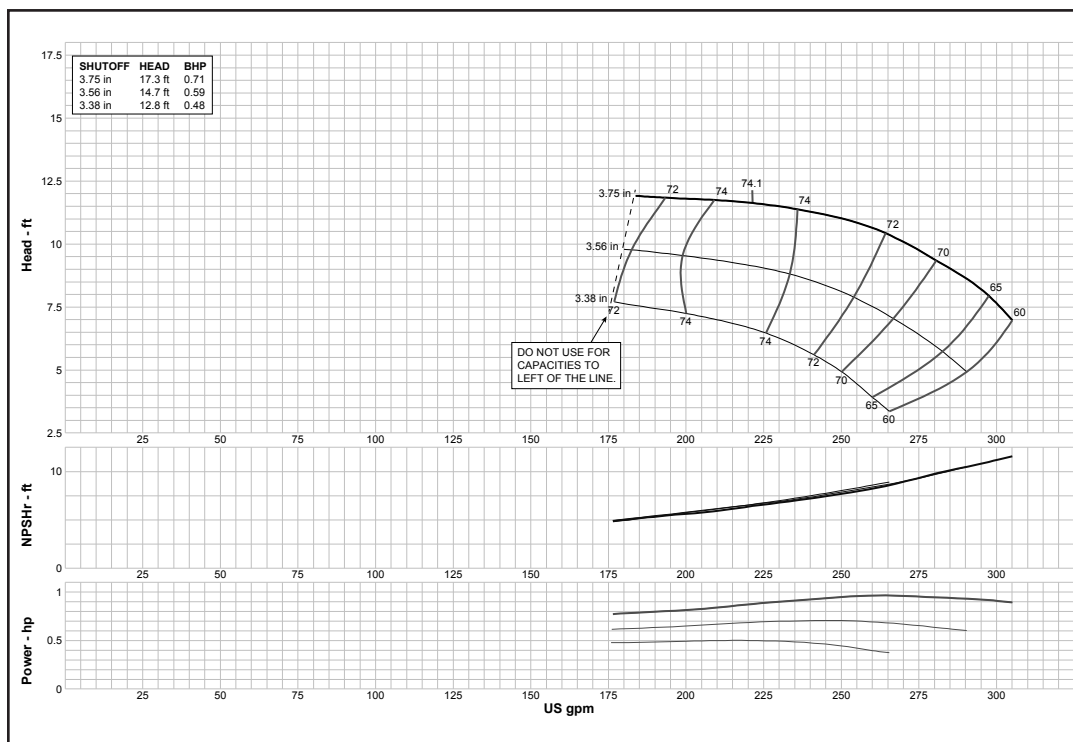 SHUTOFF HEAD BHP
3.75 in 17.3 ft 0.71
3.56 in 14.7 ft 0.59
3.38 in 12.8 ft 0.48
Head - ft
17.5
15
12.5
10
7.5
5
2.5
3.75 in
72
74
74.1
74
72
70
65
60
3.56 in
3.38 in
72
74
74
72
70
65
60
DO NOT USE FOR
CAPACITIES TO
LEFT OF THE LINE.
25 50 75 100 125 150 175 200 225 250 275 300
NPSHr - ft
10
0
25 50 75 100 125 150 175 200 225 250 275 300
Power - hp
1
0.5
0
25 50 75 100 125 150 175 200 225 250 275 300
US gpm